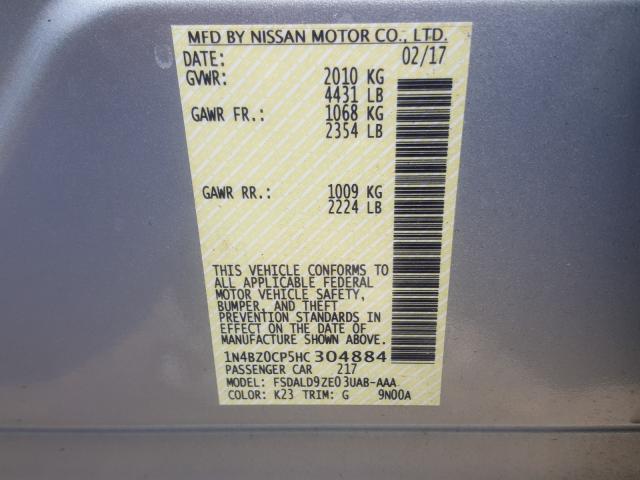 MFD BY NISSAN MOTOR CO., LTD.
DATE: 02/17
GVWR: 2010 KG
4431 LB
GAWR FR.: 1068 KG
2354 LB
GAWR RR.: 1009 KG
2224 LB
THIS VEHICLE CONFORMS TO
ALL APPLICABLE FEDERAL
MOTOR VEHICLE SAFETY,
BUMPER, AND THEFT
PREVENTION STANDARDS
IN EFFECT ON THE DATE OF
MANUFACTURE SHOWN ABOVE.
1N4BZ0CP5HC304884
PASSENGER CAR 217
MODEL: FSDALD9ZE03UAB-AAA
COLOR: K23 TRIM: G 9N00A